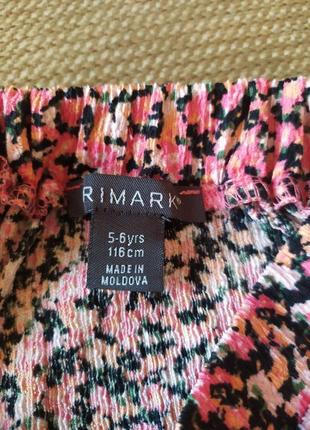 RIMARK
5-6yrs
116cm
MADE IN
MOLDOVA